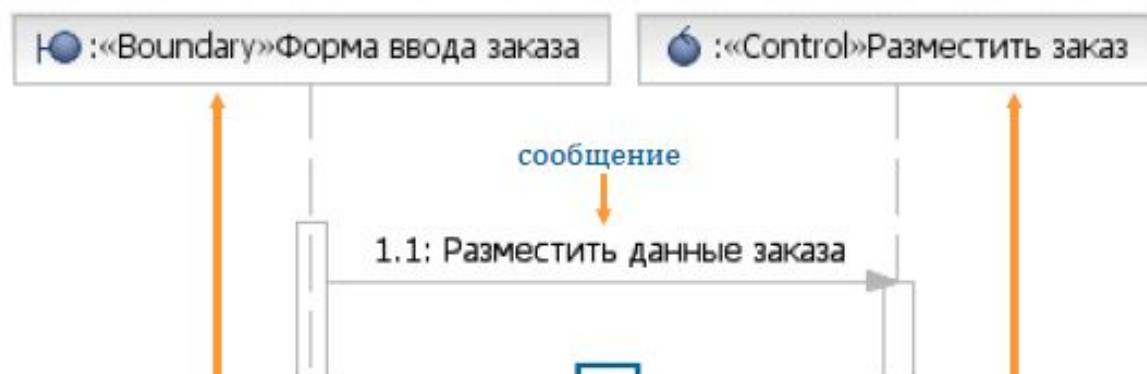 :«Boundary»Форма ввода заказа
:«Control»Разместить заказ
сообщение
1.1: Разместить данные заказа